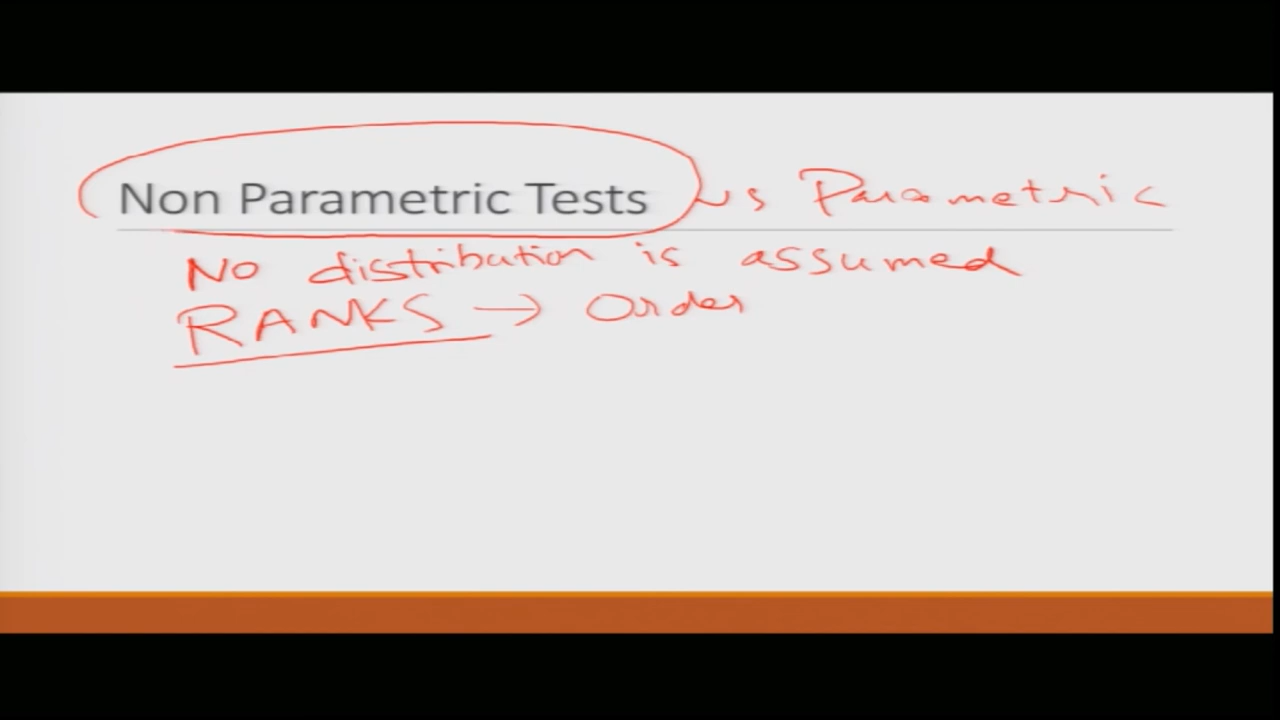 Non Parametric Tests vs Parametric
No distribution is assumed
RANKS → Order